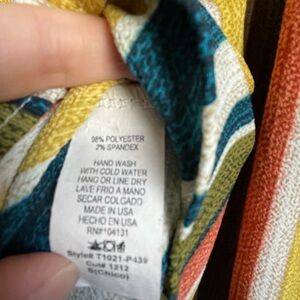 98% POLYESTER
2% SPANDEX
HAND WASH
WITH COLD WATER
HANG OR LINE DRY
LAVE FRIO A MANO
SECAR COLGADO
MADE IN USA
HECHO EN USA
RN#104131
Style# T1021-P439
Cut# 1212
S(Chico)